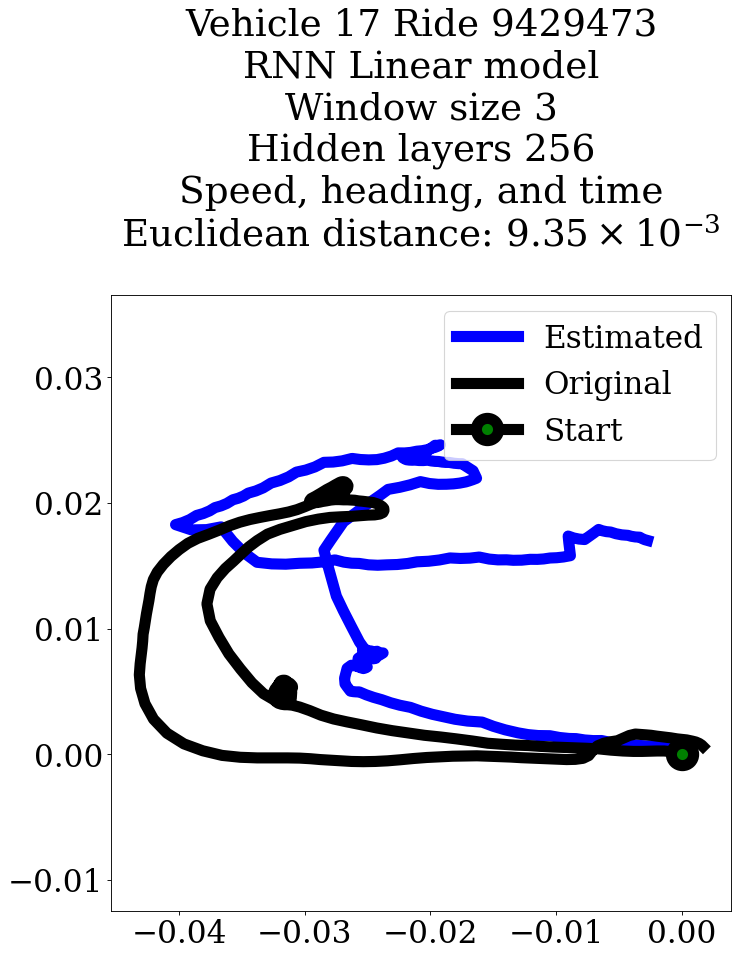 Vehicle 17 Ride 9429473
RNN Linear model
Window size 3
Hidden layers 256
Speed, heading, and time
Euclidean distance: 9.35 × 10⁻³
Estimated
Original
Start
0.03
0.02
0.01
0.00
−0.01
−0.04 −0.03 −0.02 −0.01 0.00